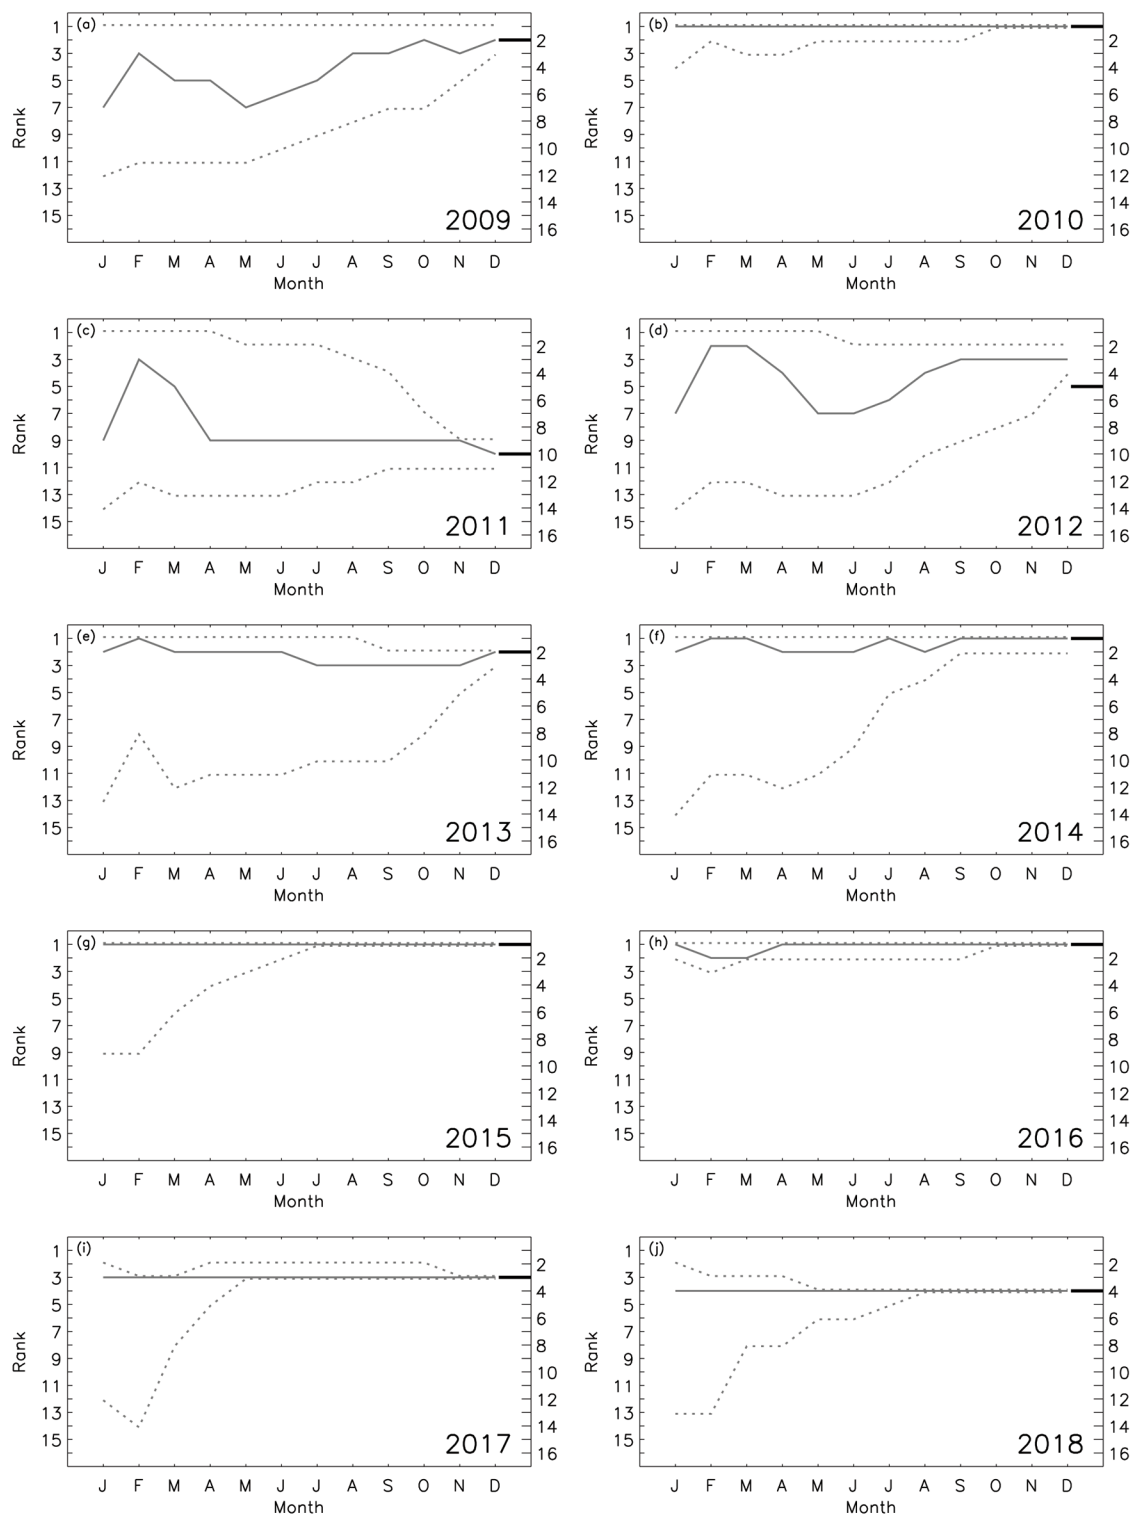 (a) (b)
1 2 3 4 5 6 7 8 9 10 11 12 13 14 15 16 1 2 3 4 5 6 7 8 9 10 11 12 13 14 15 16
Rank Rank
2009 2010
J F M A M J J A S O N D J F M A M J J A S O N D
Month Month
(c) (d)
1 2 3 4 5 6 7 8 9 10 11 12 13 14 15 16 1 2 3 4 5 6 7 8 9 10 11 12 13 14 15 16
Rank Rank
2011 2012
J F M A M J J A S O N D J F M A M J J A S O N D
Month Month
(e) (f)
1 2 3 4 5 6 7 8 9 10 11 12 13 14 15 16 1 2 3 4 5 6 7 8 9 10 11 12 13 14 15 16
Rank Rank
2013 2014
J F M A M J J A S O N D J F M A M J J A S O N D
Month Month
(g) (h)
1 2 3 4 5 6 7 8 9 10 11 12 13 14 15 16 1 2 3 4 5 6 7 8 9 10 11 12 13 14 15 16
Rank Rank
2015 2016
J F M A M J J A S O N D J F M A M J J A S O N D
Month Month
(i) (j)
1 2 3 4 5 6 7 8 9 10 11 12 13 14 15 16 1 2 3 4 5 6 7 8 9 10 11 12 13 14 15 16
Rank Rank
2017 2018
J F M A M J J A S O N D J F M A M J J A S O N D
Month Month